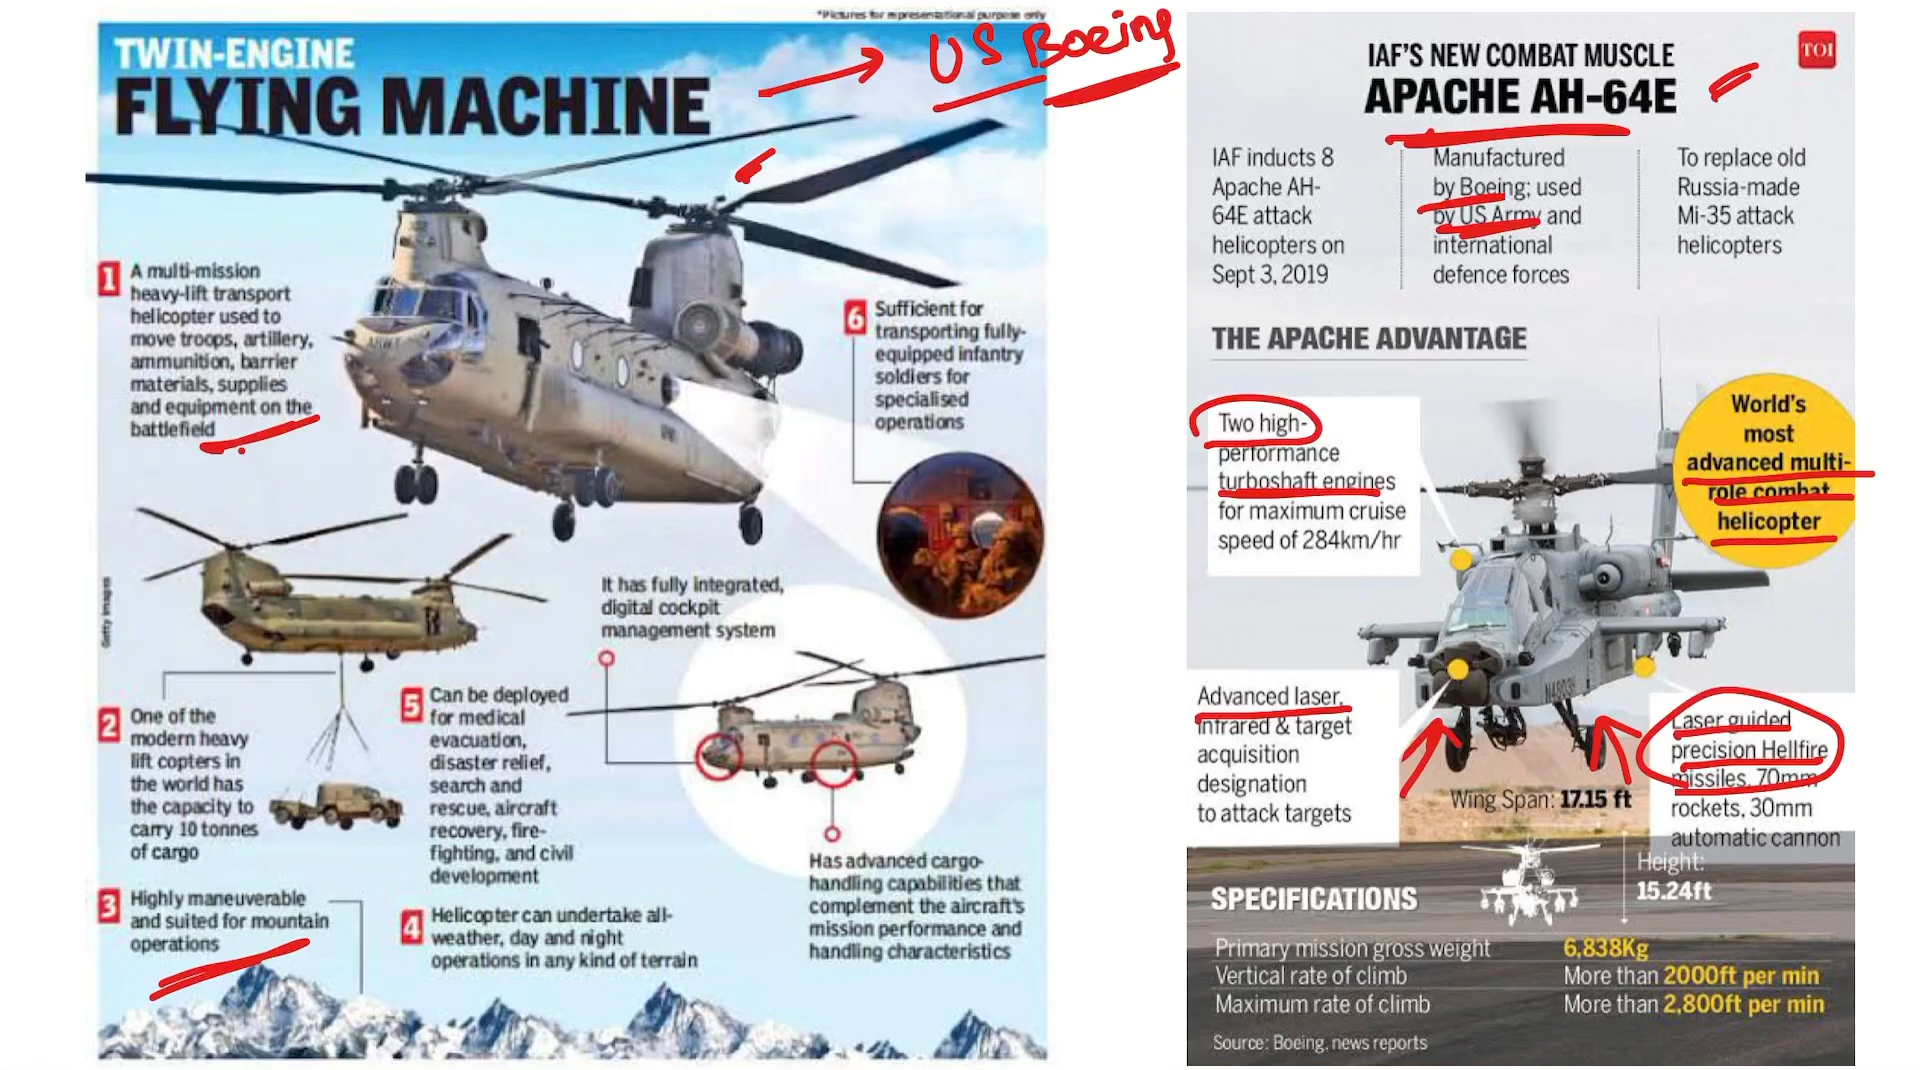 *Pictures for representational purpose only
TWIN-ENGINE
FLYING MACHINE
US Boeing
1
A multi-mission
heavy-lift transport
helicopter used to
move troops, artillery,
ammunition, barrier
materials, supplies
and equipment on the
battlefield
6
Sufficient for
transporting fully-
equipped infantry
soldiers for
specialised
operations
Getty Images
It has fully integrated,
digital cockpit
management system
2
One of the
modern heavy
lift copters in
the world has
the capacity to
carry 10 tonnes
of cargo
5
Can be deployed
for medical
evacuation,
disaster relief,
search and
rescue, aircraft
recovery, fire-
fighting, and civil
development
Has advanced cargo-
handling capabilities that
complement the aircraft's
mission performance and
handling characteristics
3
Highly maneuverable
and suited for mountain
operations
4
Helicopter can undertake all-
weather, day and night
operations in any kind of terrain
IAF'S NEW COMBAT MUSCLE
TOI
APACHE AH-64E
IAF inducts 8
Apache AH-
64E attack
helicopters on
Sept 3, 2019
Manufactured
by Boeing; used
by US Army and
international
defence forces
To replace old
Russia-made
Mi-35 attack
helicopters
THE APACHE ADVANTAGE
Two high-
performance
turboshaft engines
for maximum cruise
speed of 284km/hr
World's
most
advanced multi-
role combat
helicopter
Advanced laser,
infrared & target
acquisition
designation
to attack targets
Laser guided
precision Hellfire
missiles, 70mm
rockets, 30mm
automatic cannon
Wing Span: 17.15 ft
Height:
15.24ft
SPECIFICATIONS
Primary mission gross weight 6,838Kg
Vertical rate of climb More than 2000ft per min
Maximum rate of climb More than 2,800ft per min
Source: Boeing, news reports